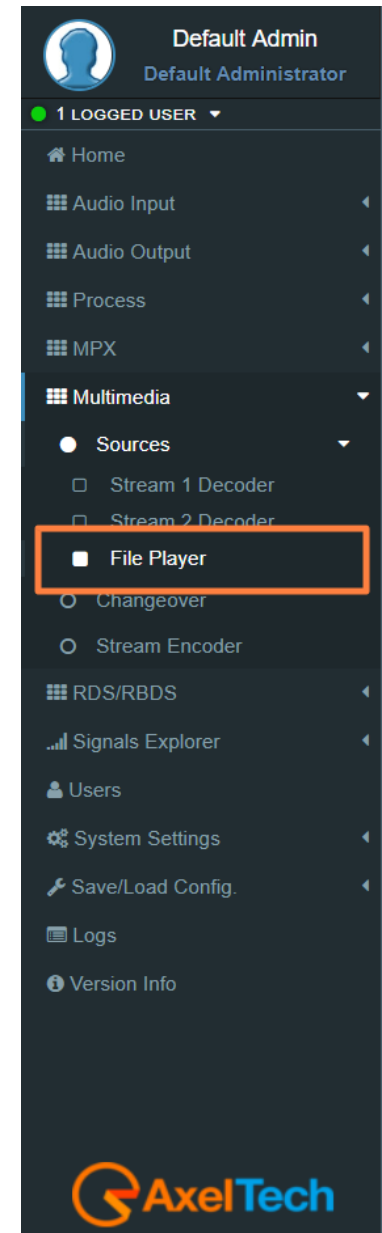 Default Admin
Default Administrator
1 LOGGED USER
Home
Audio Input
Audio Output
Process
MPX
Multimedia
Sources
Stream 1 Decoder
Stream 2 Decoder
File Player
Changeover
Stream Encoder
RDS/RBDS
Signals Explorer
Users
System Settings
Save/Load Config.
Logs
Version Info
AxelTech